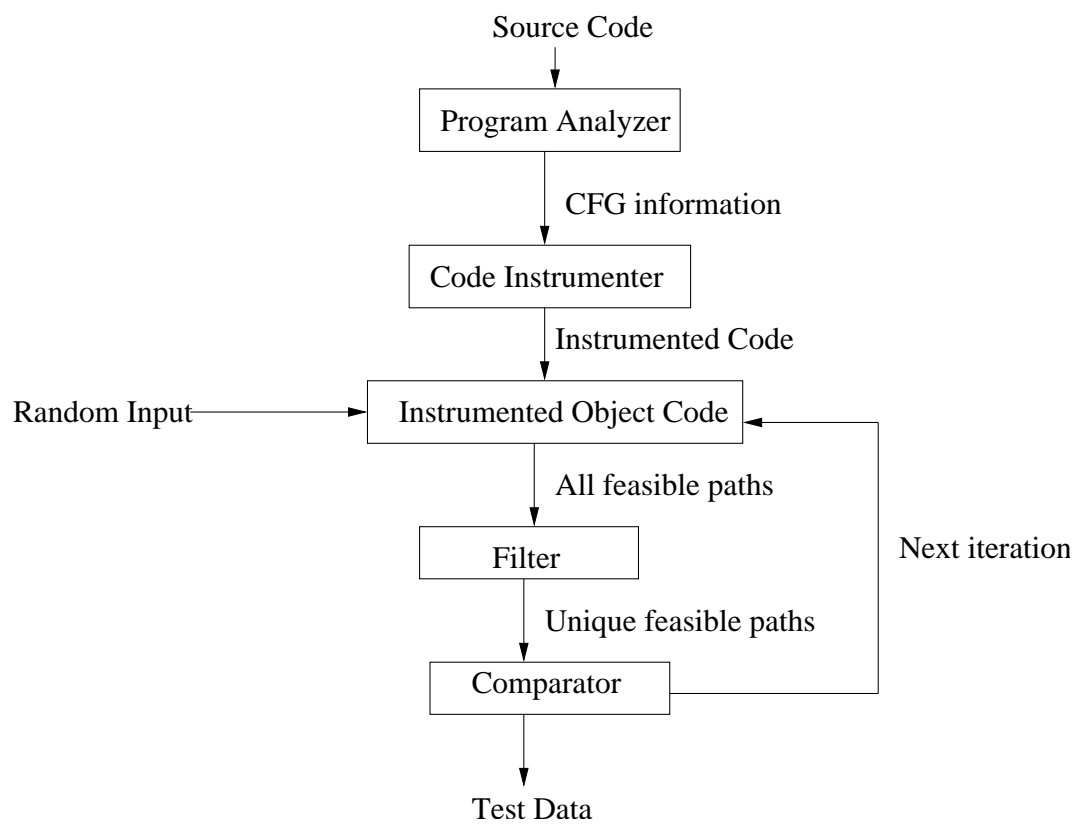 Source Code
Program Analyzer
CFG information
Code Instrumenter
Instrumented Code
Random Input
Instrumented Object Code
All feasible paths
Next iteration
Filter
Unique feasible paths
Comparator
Test Data